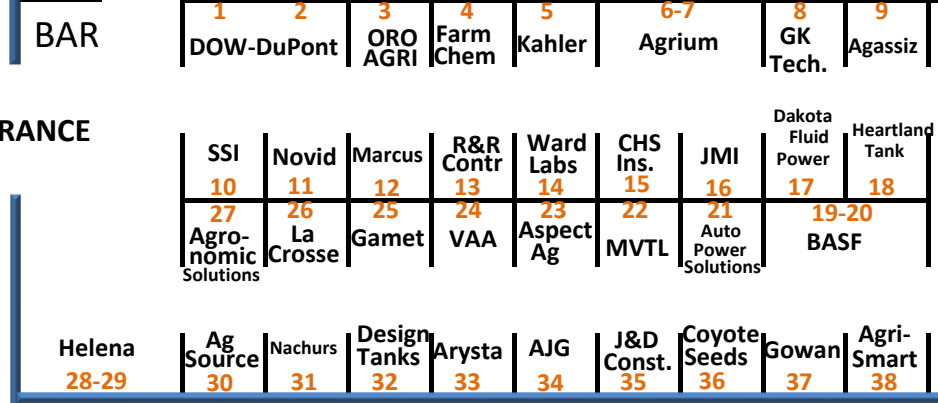 1 2 3 4 5 6-7 8 9
BAR
DOW-DuPont
ORO
AGRI
Farm
Chem
Kahler
Agrium
GK
Tech.
Agassiz
RANCE
SSI
Novid
Marcus
R&R
Contr
Ward
Labs
CHS
Ins.
JMI
Dakota
Fluid
Power
Heartland
Tank
10 11 12 13 14 15 16 17 18
27 26 25 24 23 22 21 19-20
Agro-
nomic
Solutions
La
Crosse
Gamet
VAA
Aspect
Ag
MVTL
Auto
Power
Solutions
BASF
Helena
Ag
Source
Nachurs
Design
Tanks
Arysta
AJG
J&D
Const.
Coyote
Seeds
Gowan
Agri-
Smart
28-29 30 31 32 33 34 35 36 37 38